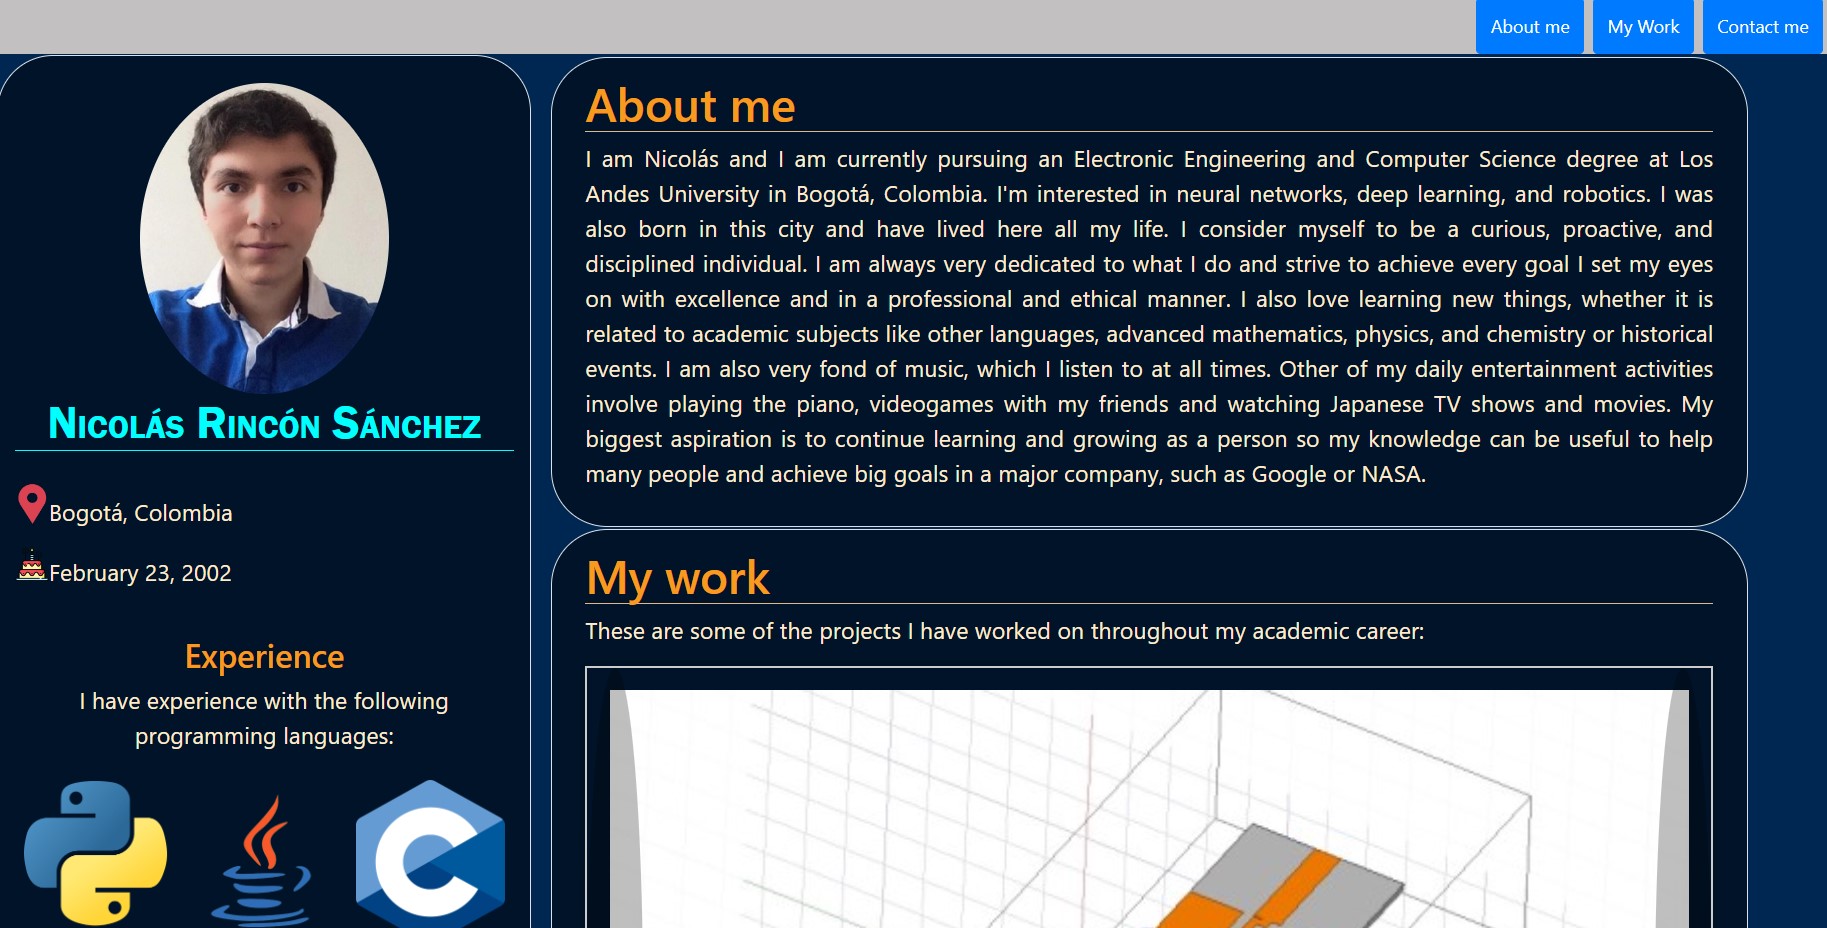 About me
My Work
Contact me
Nicolás Rincón Sánchez
Bogotá, Colombia
February 23, 2002
Experience
I have experience with the following
programming languages:
C
About me
I am Nicolás and I am currently pursuing an Electronic Engineering and Computer Science degree at Los
Andes University in Bogotá, Colombia. I'm interested in neural networks, deep learning, and robotics. I was
also born in this city and have lived here all my life. I consider myself to be a curious, proactive, and
disciplined individual. I am always very dedicated to what I do and strive to achieve every goal I set my eyes
on with excellence and in a professional and ethical manner. I also love learning new things, whether it is
related to academic subjects like other languages, advanced mathematics, physics, and chemistry or historical
events. I am also very fond of music, which I listen to at all times. Other of my daily entertainment activities
involve playing the piano, videogames with my friends and watching Japanese TV shows and movies. My
biggest aspiration is to continue learning and growing as a person so my knowledge can be useful to help
many people and achieve big goals in a major company, such as Google or NASA.
My work
These are some of the projects I have worked on throughout my academic career: